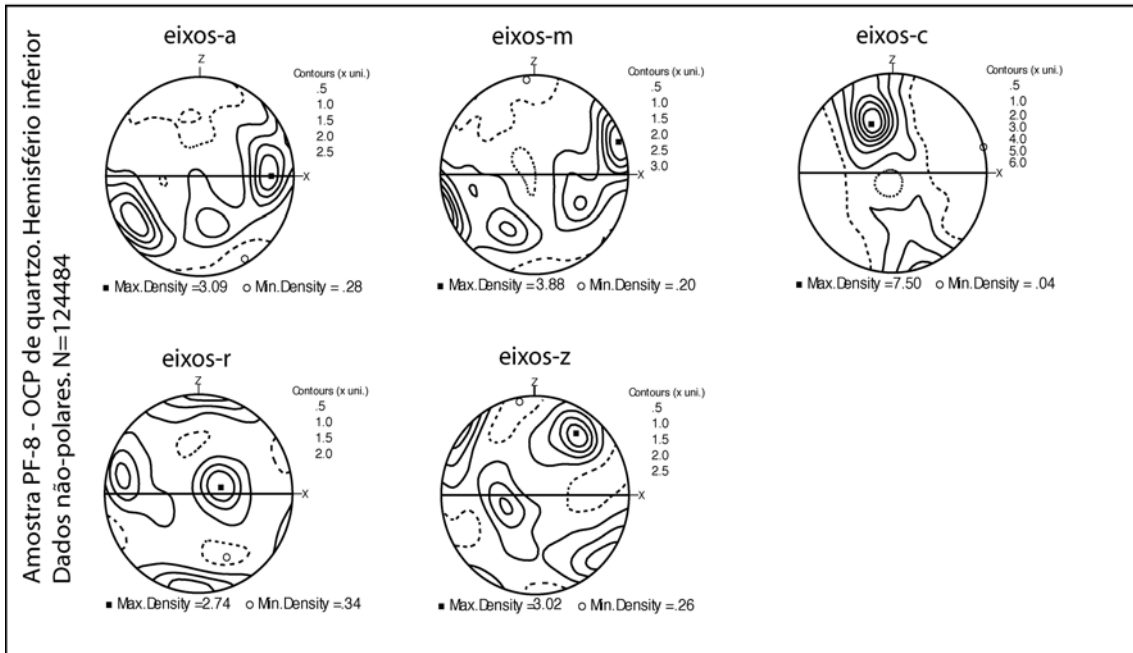 Amostra PF-8 - OCP de quartzo. Hemisfério inferior
Dados não-polares. N=124484
eixos-a
Z
X
Contours (x uni.)
.5
1.0
1.5
2.0
2.5
■ Max.Density =3.09 ○ Min.Density = .28
eixos-m
Z
X
Contours (x uni.)
.5
1.0
1.5
2.0
2.5
3.0
■ Max.Density =3.88 ○ Min.Density = .20
eixos-c
Z
X
Contours (x uni.)
.5
1.0
2.0
3.0
4.0
5.0
6.0
■ Max.Density =7.50 ○ Min.Density = .04
eixos-r
Z
X
Contours (x uni.)
.5
1.0
1.5
2.0
■ Max.Density =2.74 ○ Min.Density =.34
eixos-z
Z
X
Contours (x uni.)
.5
1.0
1.5
2.0
2.5
■ Max.Density =3.02 ○ Min.Density =.26